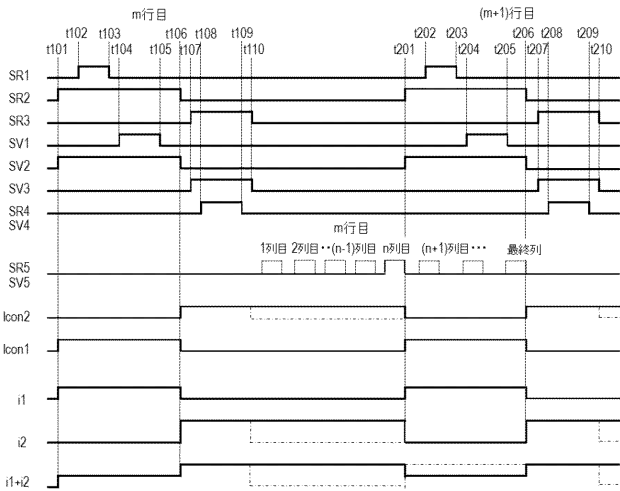 m行目 (m+1)行目
t102 t103 t106 t108 t109 t202 t203 t206 t208 t209
t101 t104 t105 t107 t110 t201 t204 t205 t207 t210
SR1
SR2
SR3
SV1
SV2
SV3
SR4
SV4
m行目
1列目 2列目・・(n-1)列目 n列目 (n+1)列目・・・ 最終列
SR5
SV5
Icon2
Icon1
i1
i2
i1+i2